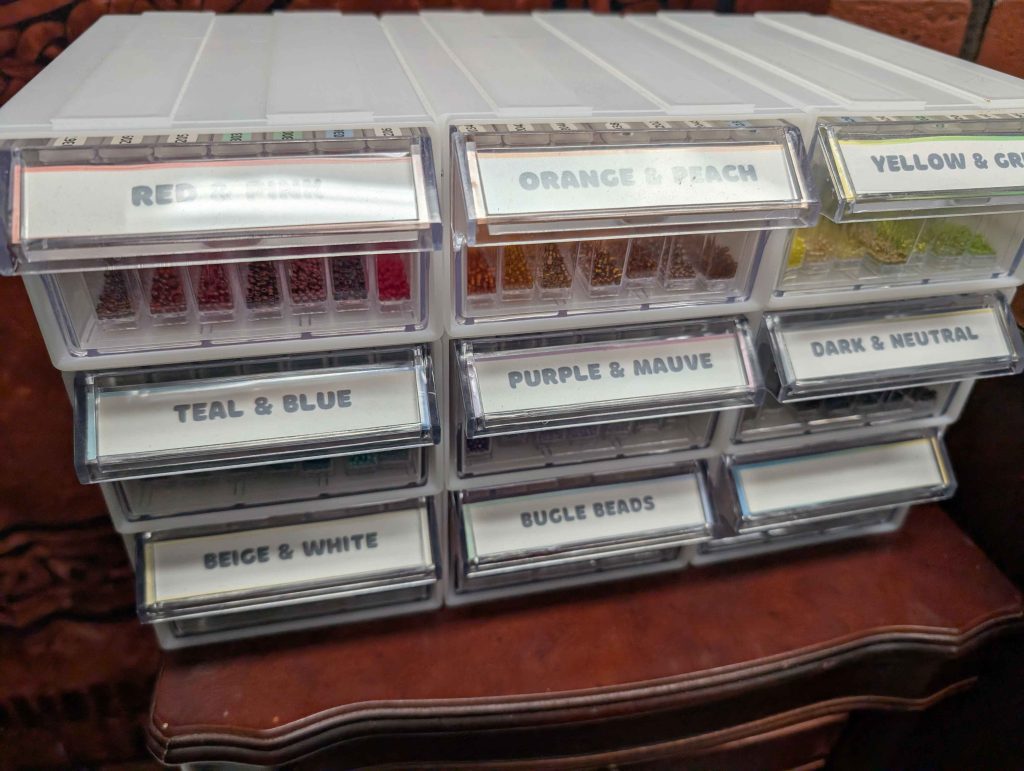 RED & PINK
ORANGE & PEACH
YELLOW & GR
TEAL & BLUE
PURPLE & MAUVE
DARK & NEUTRAL
BEIGE & WHITE
BUGLE BEADS